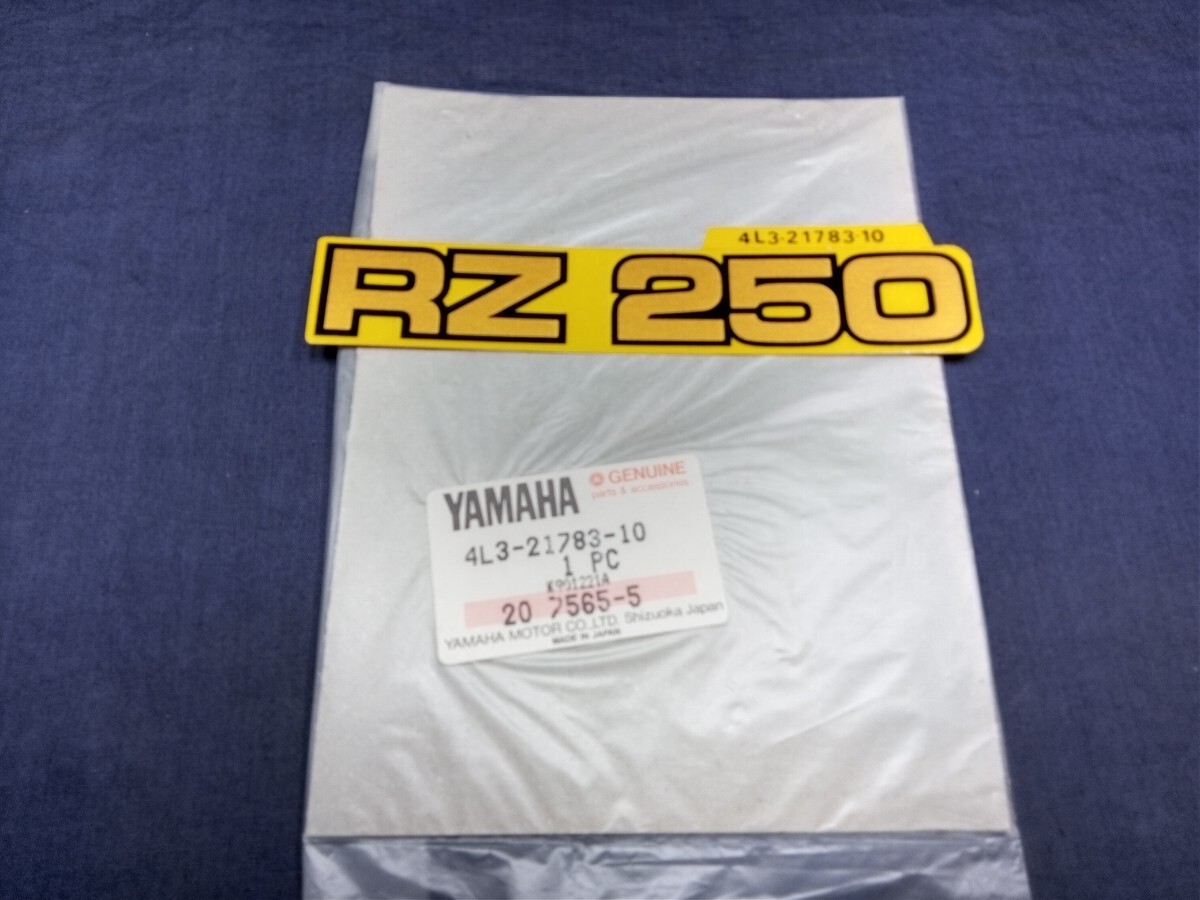 4L3-21783-10
RZ 250
YAMAHA
GENUINE
parts & accessories
4L3-21783-10
1 PC
K991221A
20 7565-5
YAMAHA MOTOR CO.,LTD. Shizuoka Japan
MADE IN JAPAN